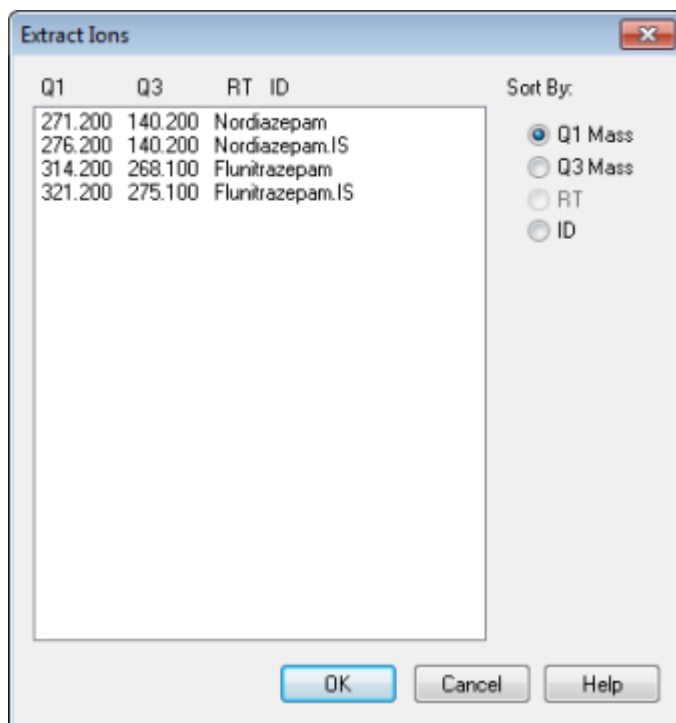 Extract Ions
Q1 Q3 RT ID
271.200 140.200 Nordiazepam
276.200 140.200 Nordiazepam.IS
314.200 268.100 Flunitrazepam
321.200 275.100 Flunitrazepam.IS
Sort By:
Q1 Mass
Q3 Mass
RT
ID
OK Cancel Help